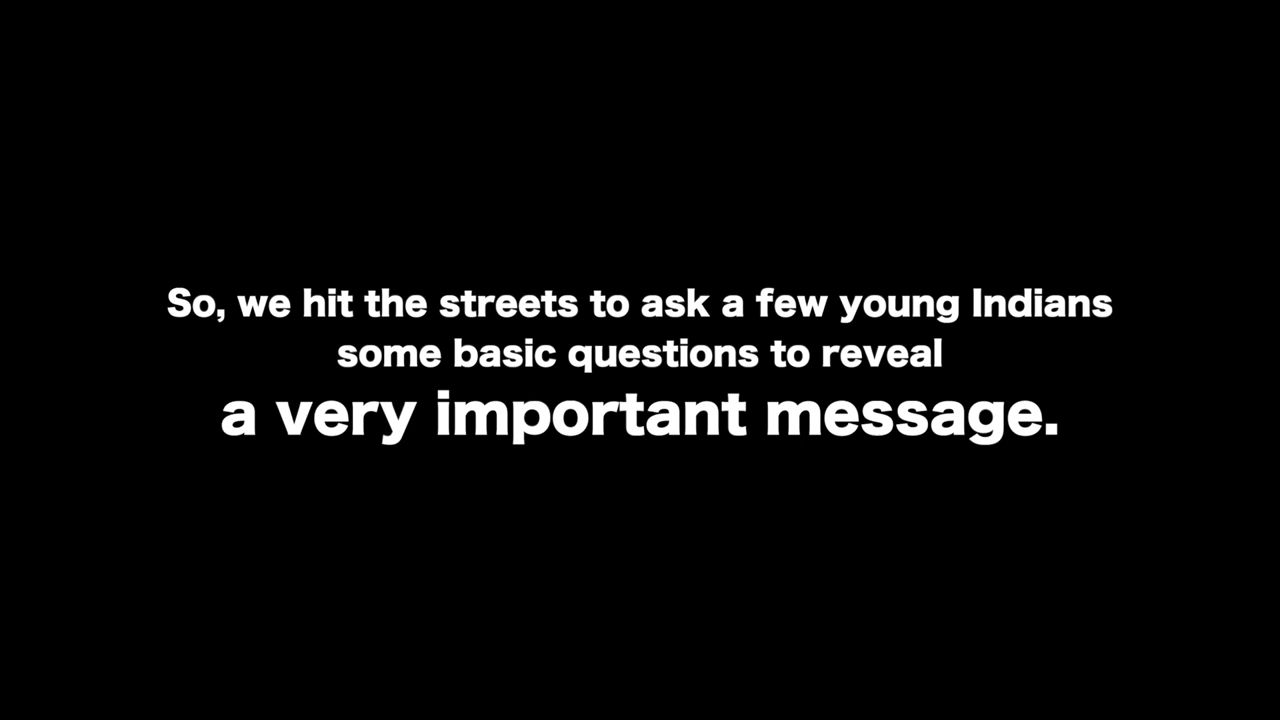 So, we hit the streets to ask a few young Indians
some basic questions to reveal
a very important message.